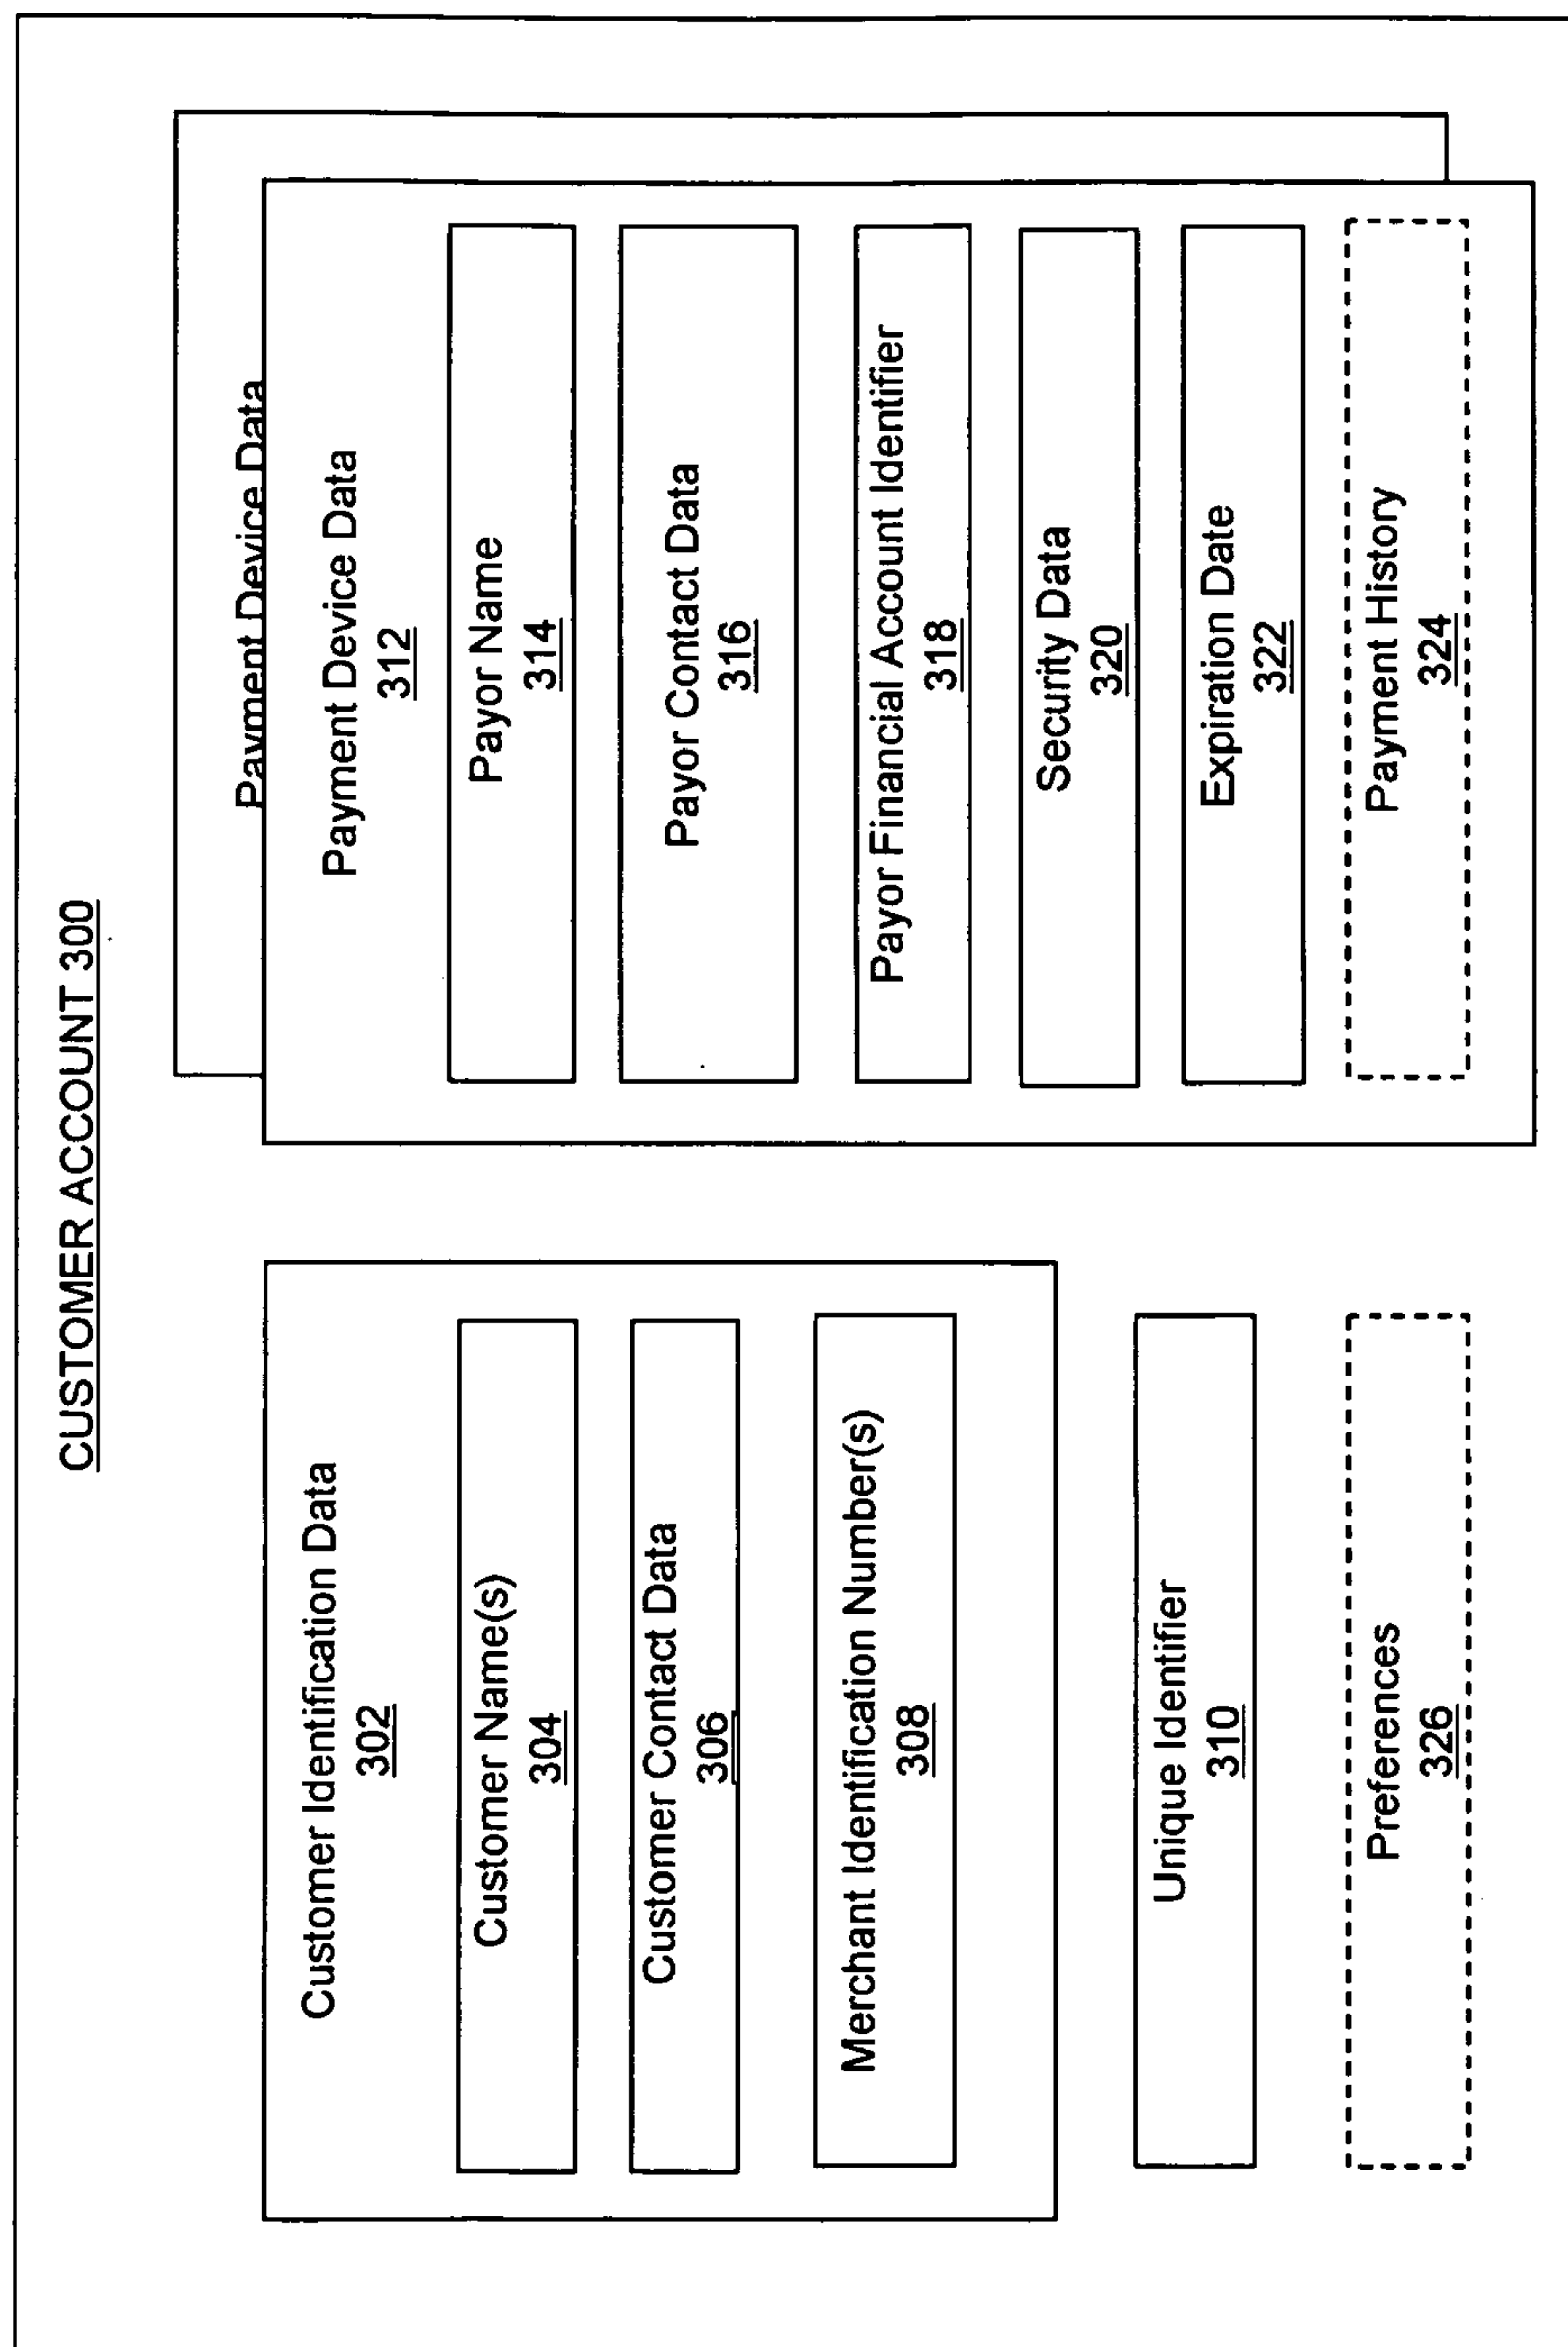 CUSTOMER ACCOUNT 300
Customer Identification Data
302
Customer Name(s)
304
Customer Contact Data
306
Merchant Identification Number(s)
308
Unique Identifier
310
Preferences
326
Payment Device Data
Payment Device Data
312
Payor Name
314
Payor Contact Data
316
Payor Financial Account Identifier
318
Security Data
320
Expiration Date
322
Payment History
324